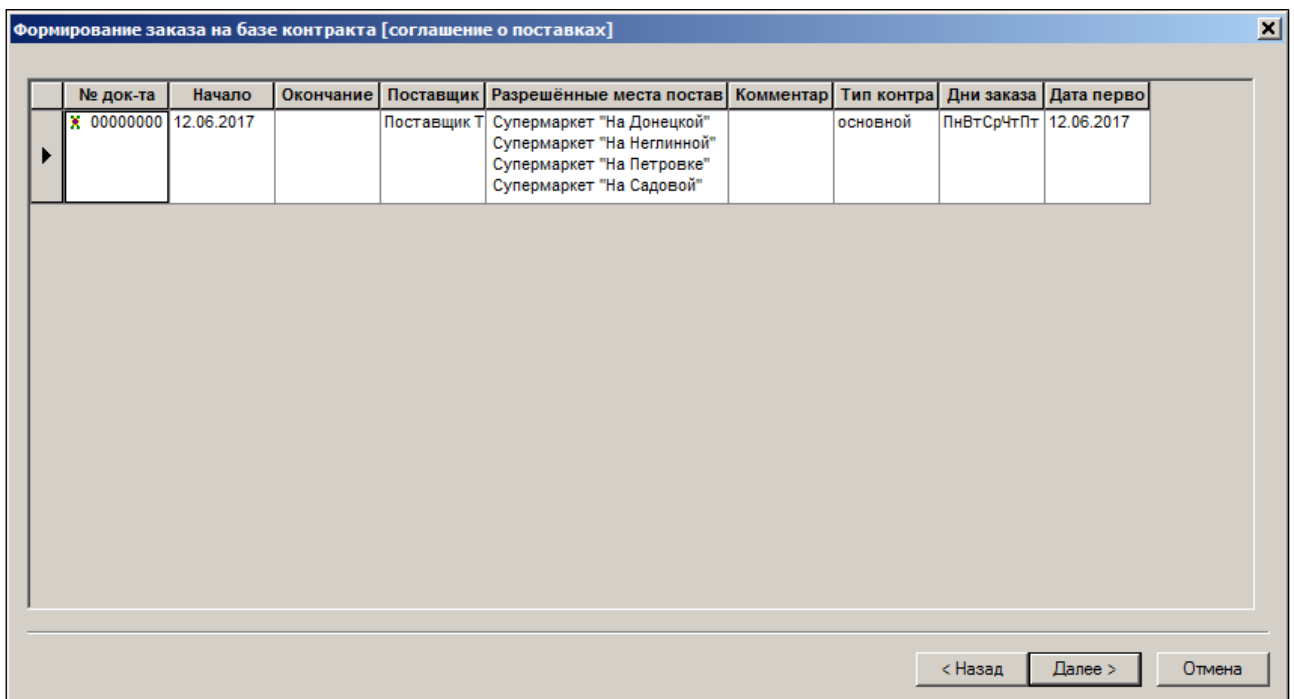 Формирование заказа на базе контракта [соглашение о поставках]
№ док-та Начало Окончание Поставщик Разрешённые места постав Комментар Тип контра Дни заказа Дата перво
00000000 12.06.2017 Поставщик Т Супермаркет "На Донецкой" основной ПнВтСрЧтПт 12.06.2017
Супермаркет "На Неглинной"
Супермаркет "На Петровке"
Супермаркет "На Садовой"
< Назад Далее > Отмена